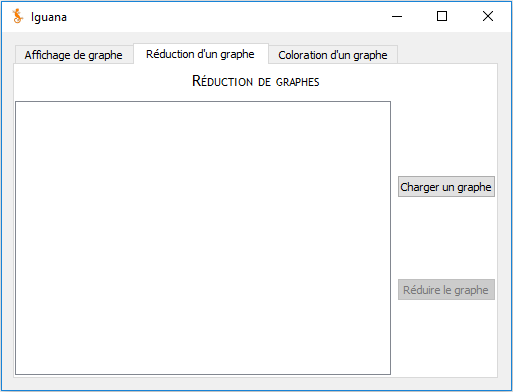 Iguana
Affichage de graphe Réduction d'un graphe Coloration d'un graphe
Réduction de graphes
Charger un graphe
Réduire le graphe